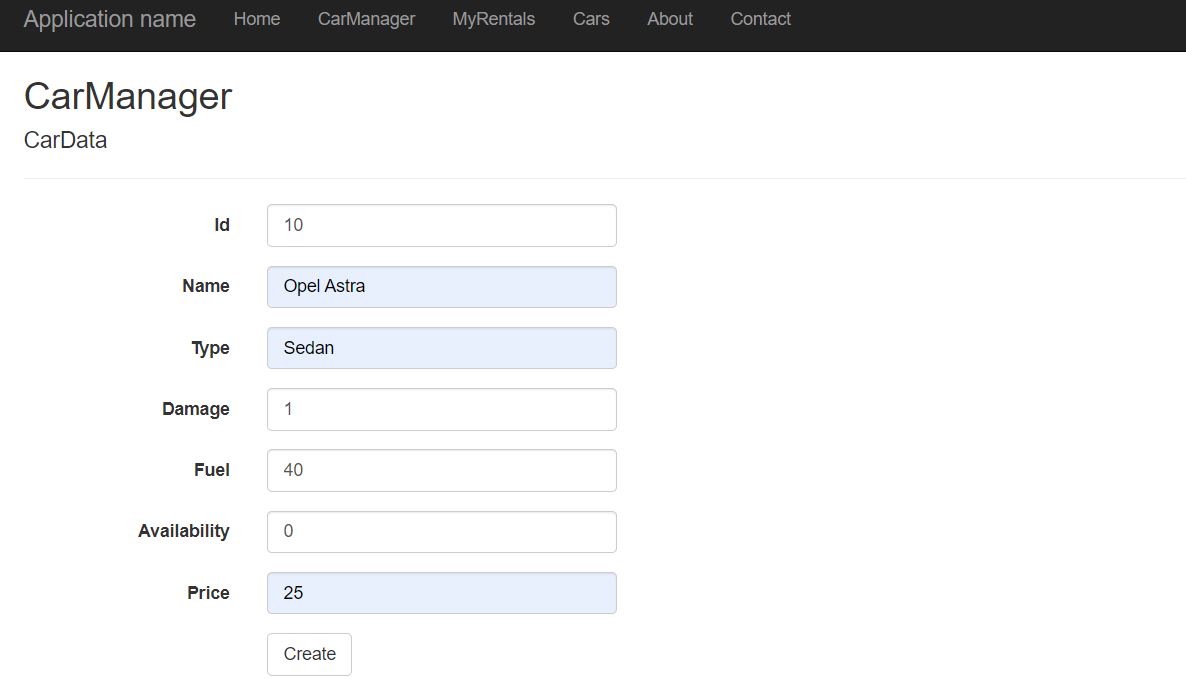 Application name Home CarManager MyRentals Cars About Contact
CarManager
CarData
Id 10
Name Opel Astra
Type Sedan
Damage 1
Fuel 40
Availability 0
Price 25
Create